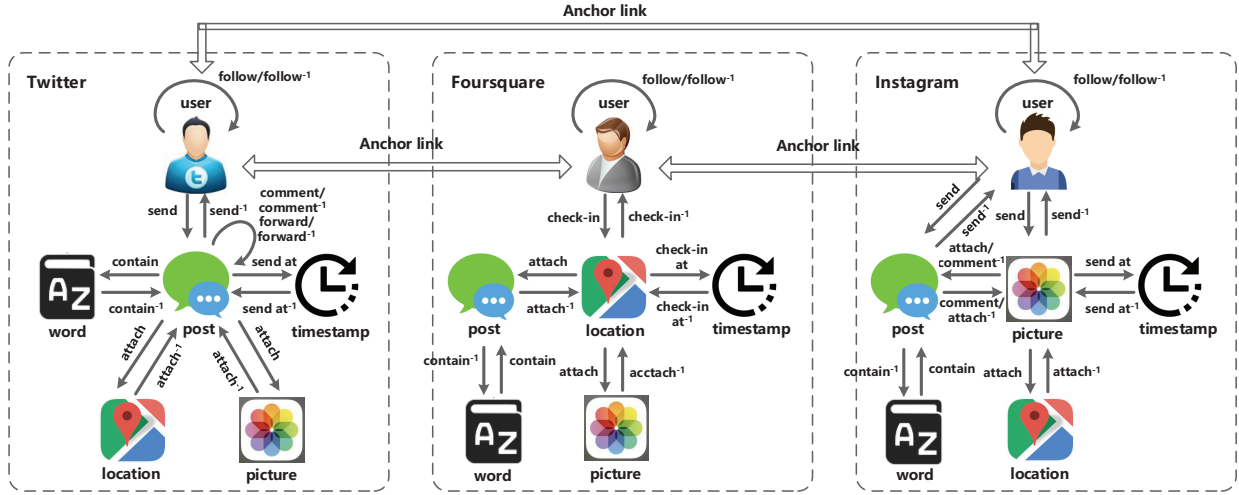 Anchor link
Twitter
follow/follow-1
user
Anchor link
send
send-1
comment/
comment-1
forward/
forward-1
contain
contain-1
send at
send at-1
word
post
timestamp
attach
attach-1
attach
attach-1
location
picture
Foursquare
follow/follow-1
user
Anchor link
check-in
check-in-1
attach
attach-1
check-in
at
check-in
at-1
post
location
timestamp
contain-1
contain
attach
acctach-1
word
picture
Instagram
follow/follow-1
user
send
send-1
send
send-1
attach/
comment-1
comment/
attach-1
send at
send at-1
post
picture
timestamp
contain-1
contain
attach
attach-1
word
location
A Z
A Z
A Z